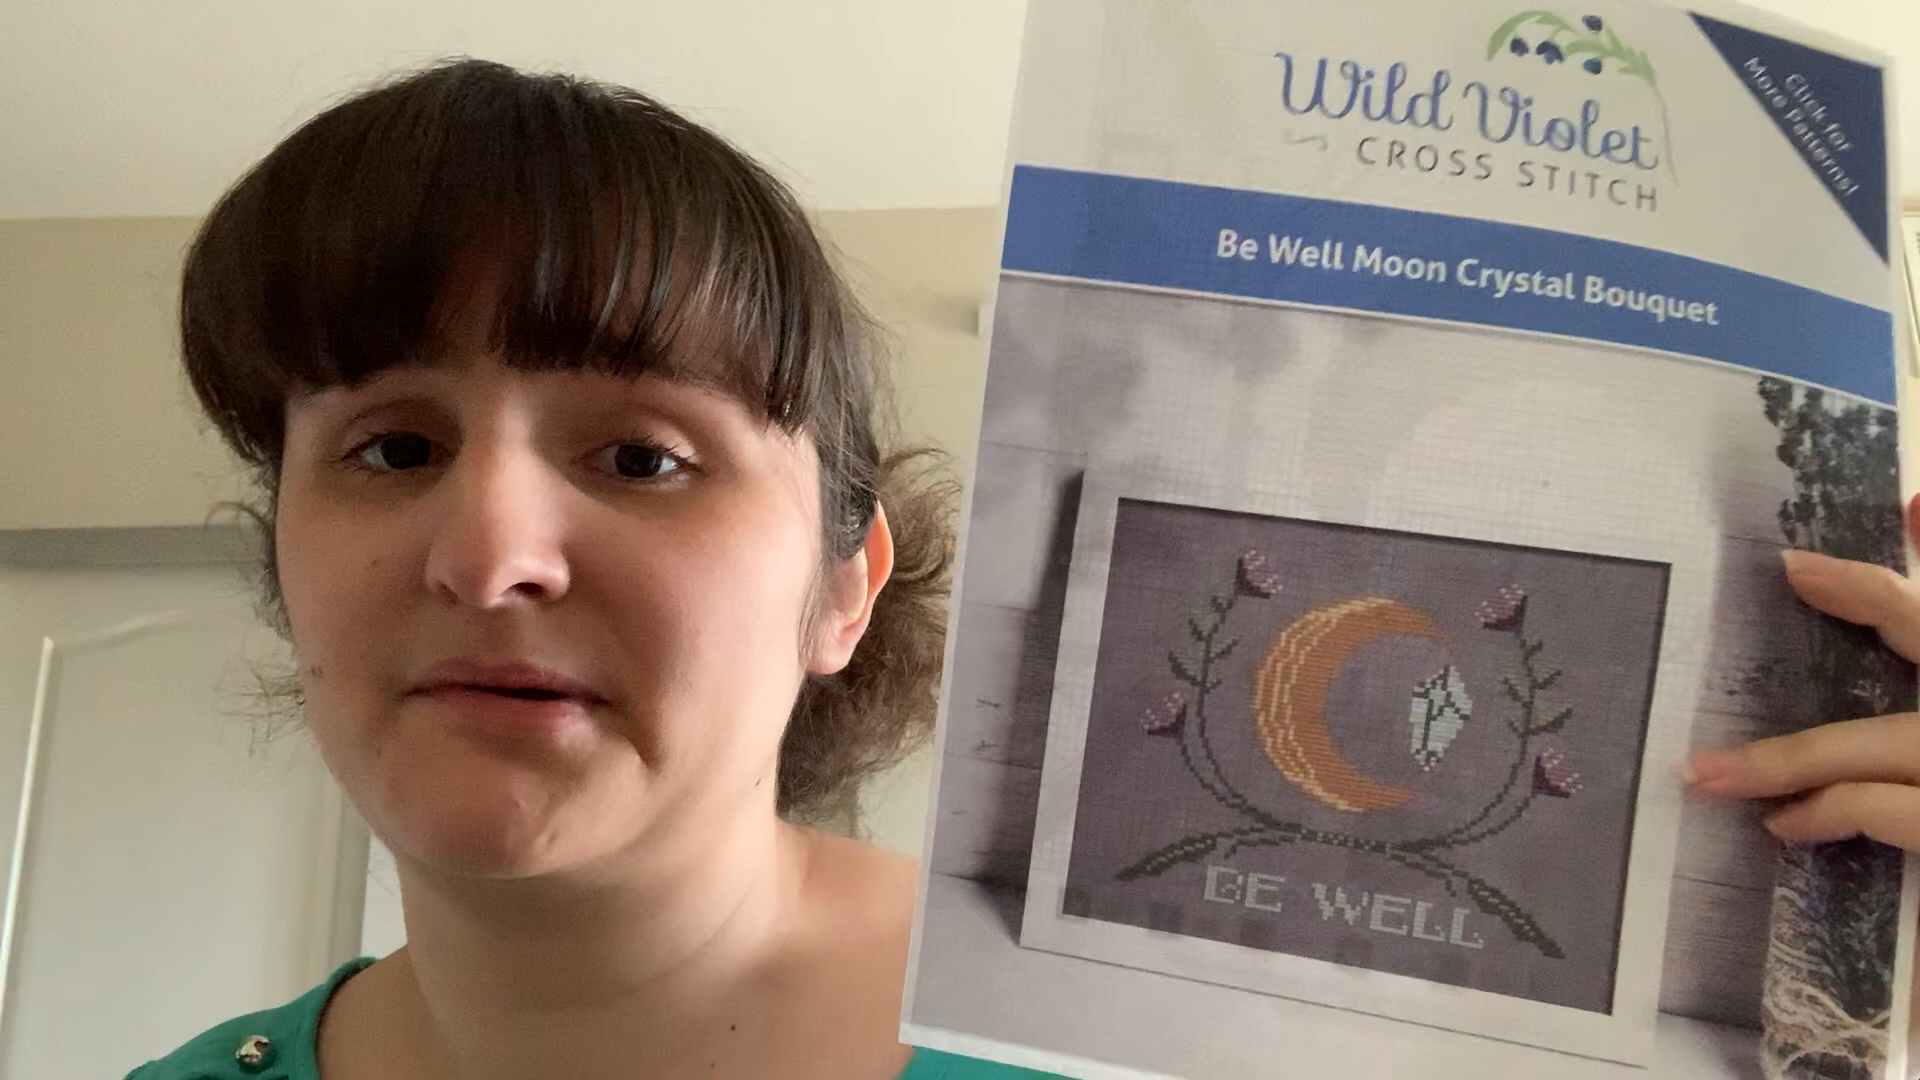 Wild Violet
CROSS STITCH
Click for
More Patterns!
Be Well Moon Crystal Bouquet
BE WELL